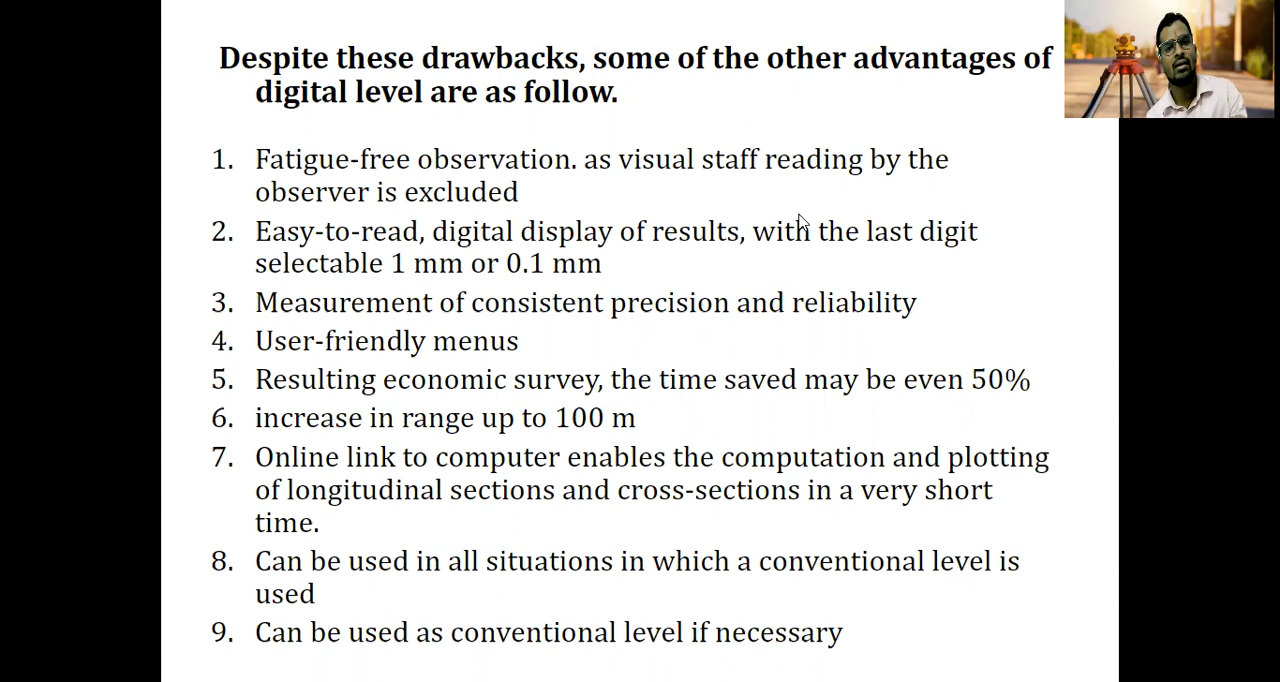 Despite these drawbacks, some of the other advantages of
digital level are as follow.
1. Fatigue-free observation. as visual staff reading by the
observer is excluded
2. Easy-to-read, digital display of results, with the last digit
selectable 1 mm or 0.1 mm
3. Measurement of consistent precision and reliability
4. User-friendly menus
5. Resulting economic survey, the time saved may be even 50%
6. increase in range up to 100 m
7. Online link to computer enables the computation and plotting
of longitudinal sections and cross-sections in a very short
time.
8. Can be used in all situations in which a conventional level is
used
9. Can be used as conventional level if necessary